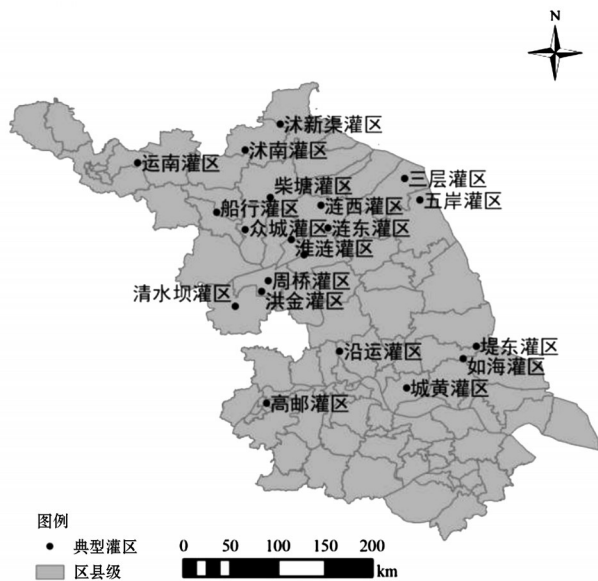 N
沭新渠灌区
沭南灌区
运南灌区
三层灌区
柴塘灌区
涟西灌区
五岸灌区
船行灌区
众城灌区
涟东灌区
淮涟灌区
周桥灌区
清水坝灌区
洪金灌区
沿运灌区
堤东灌区
如海灌区
城黄灌区
高邮灌区
图例
典型灌区
区县级
0 50 100 150 200
km